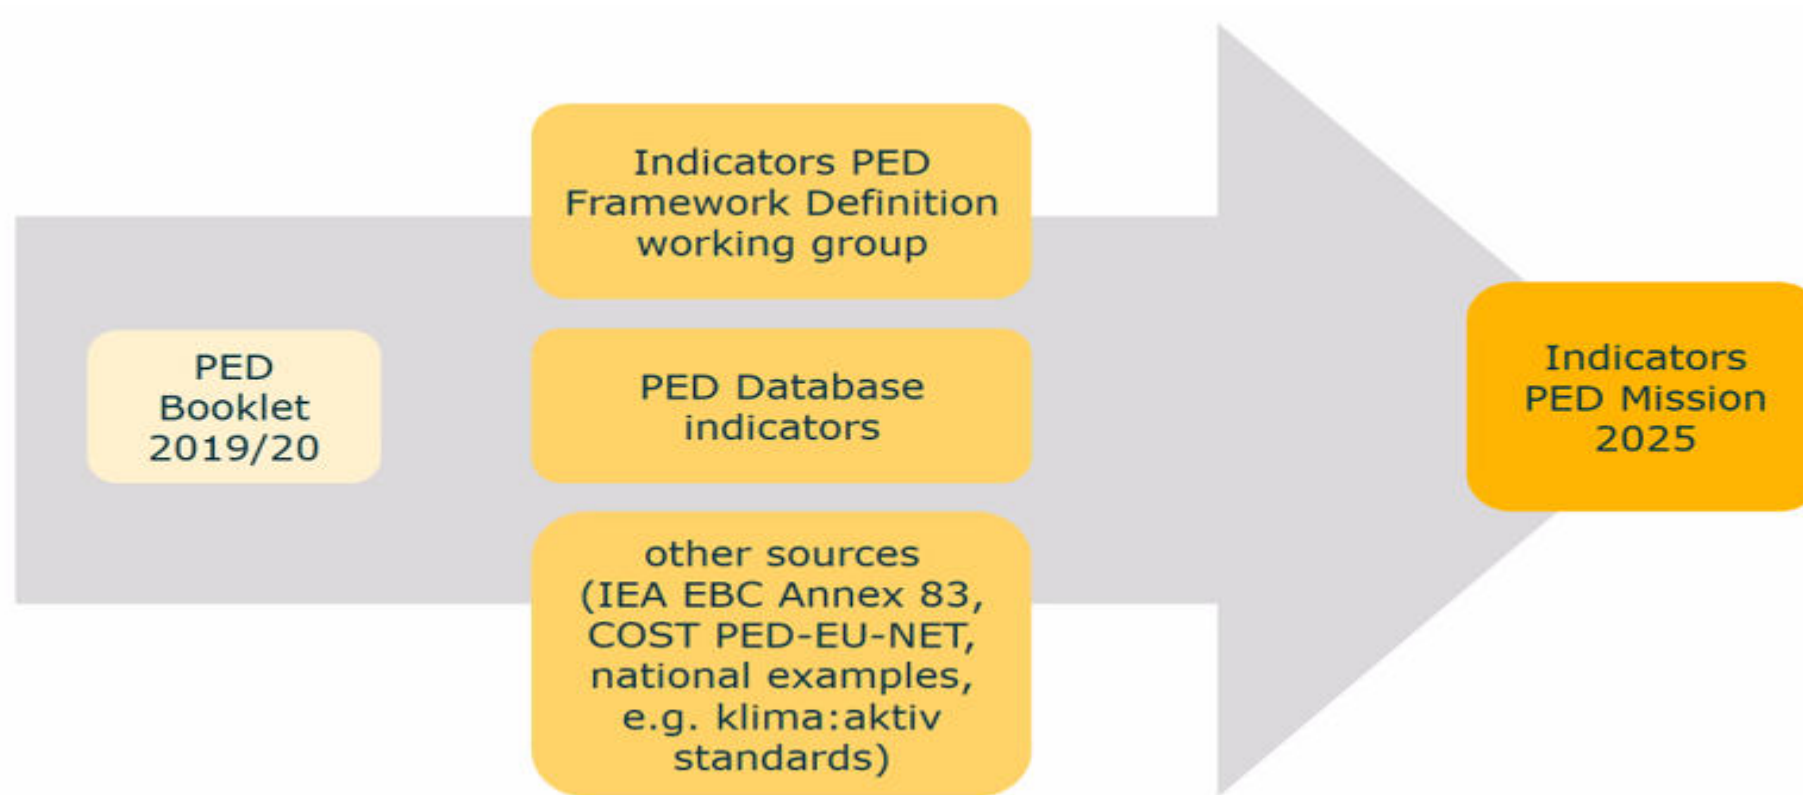 PED
Booklet
2019/20
Indicators PED
Framework Definition
working group
PED Database
indicators
other sources
(IEA EBC Annex 83,
COST PED-EU-NET,
national examples,
e.g. klima:aktiv
standards)
Indicators
PED Mission
2025